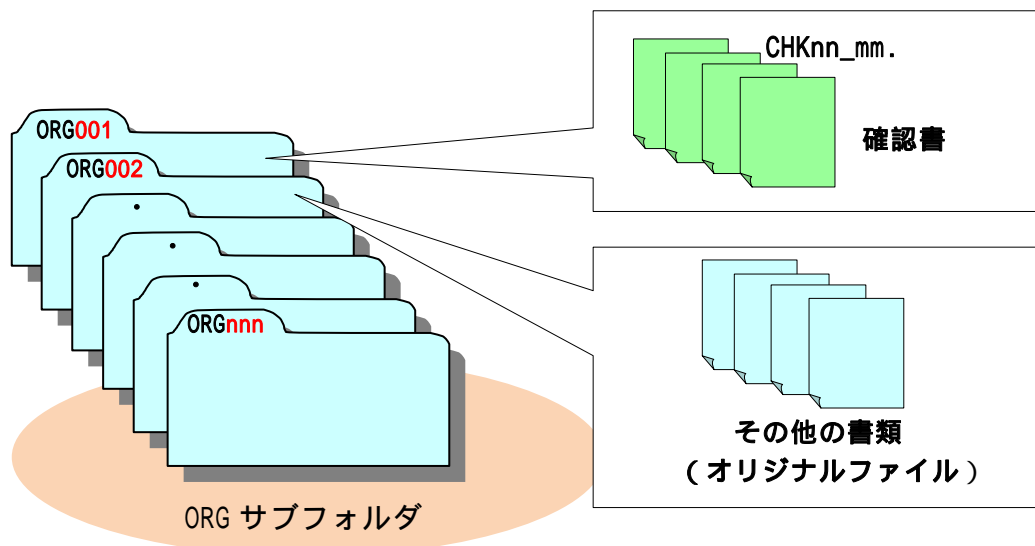 ORG001
ORG002
ORGnnn
ORG サブフォルダ
CHKnn_mm.
確認書
その他の書類
(オリジナルファイル)